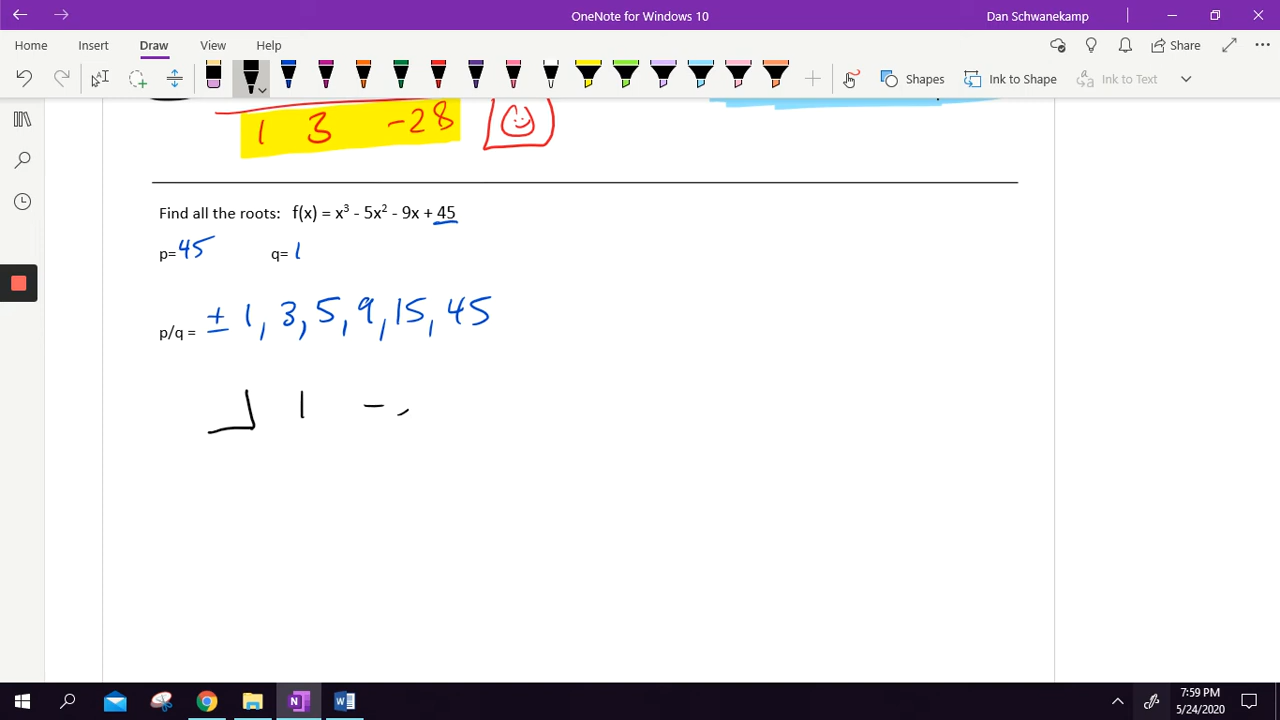 OneNote for Windows 10 Dan Schwanekamp
Home Insert Draw View Help Share
Shapes Ink to Shape Ink to Text
1 3 -28
Find all the roots: f(x) = x³ - 5x² - 9x + 45
p=45 q= 1
p/q = ± 1, 3, 5, 9, 15, 45
1 -
7:59 PM
5/24/2020